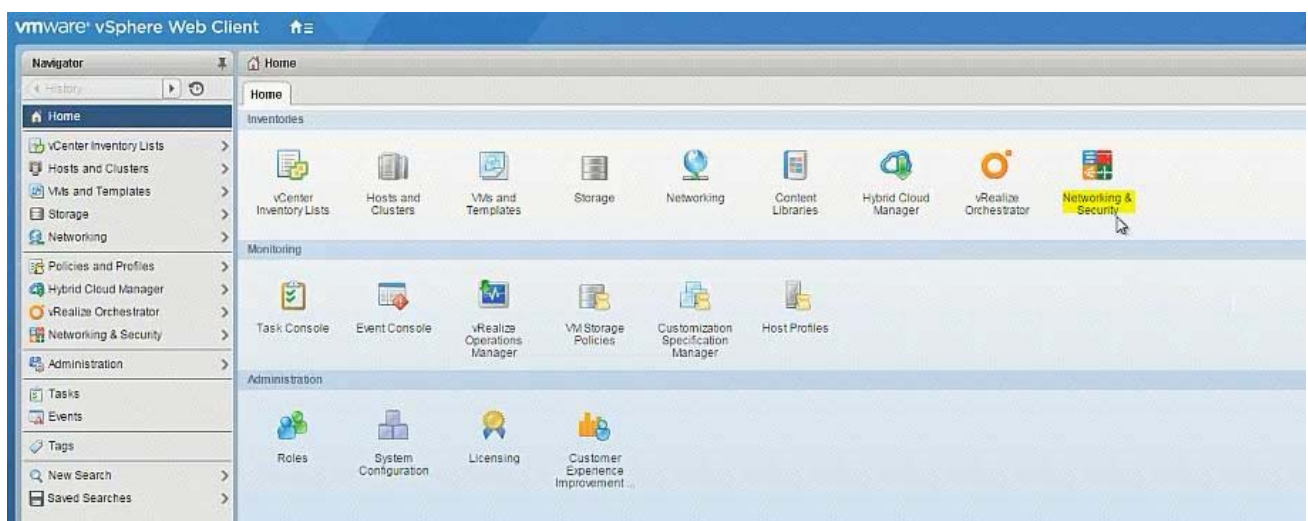 vmware® vSphere Web Client
Navigator
History
Home
vCenter Inventory Lists
Hosts and Clusters
VMs and Templates
Storage
Networking
Policies and Profiles
Hybrid Cloud Manager
vRealize Orchestrator
Networking & Security
Administration
Tasks
Events
Tags
New Search
Saved Searches
Home
Home
Inventories
vCenter
Inventory Lists
Hosts and
Clusters
VMs and
Templates
Storage
Networking
Content
Libraries
Hybrid Cloud
Manager
vRealize
Orchestrator
Networking &
Security
Monitoring
Task Console
Event Console
vRealize
Operations
Manager
VM Storage
Policies
Customization
Specification
Manager
Host Profiles
Administration
Roles
System
Configuration
Licensing
Customer
Experience
Improvement ...